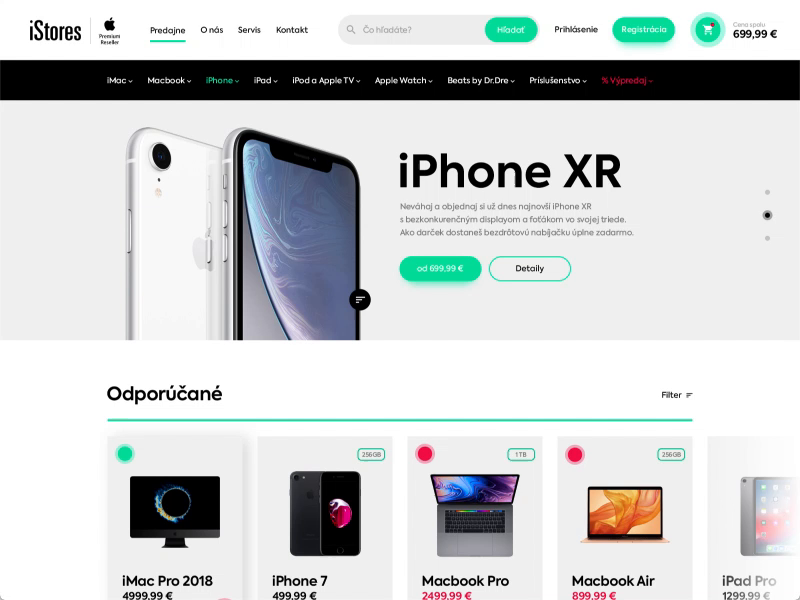 iStores
Premium
Reseller
Predajne
O nás
Servis
Kontakt
Čo hľadáte?
Hľadať
Prihlásenie
Registrácia
Cena spolu
699,99 €
iMac
Macbook
iPhone
iPad
iPod a Apple TV
Apple Watch
Beats by Dr.Dre
Príslušenstvo
% Výpredaj
iPhone XR
Neváhaj a objednaj si už dnes najnovší iPhone XR
s bezkonkurenčným displayom a foťákom vo svojej triede.
Ako darček dostaneš bezdrôtovú nabíjačku úplne zadarmo.
od 699,99 €
Detaily
Odporúčané
Filter
256GB
1TB
256GB
iMac Pro 2018
4999,99 €
iPhone 7
499,99 €
Macbook Pro
2499,99 €
Macbook Air
899,99 €
iPad Pro
1299,99 €